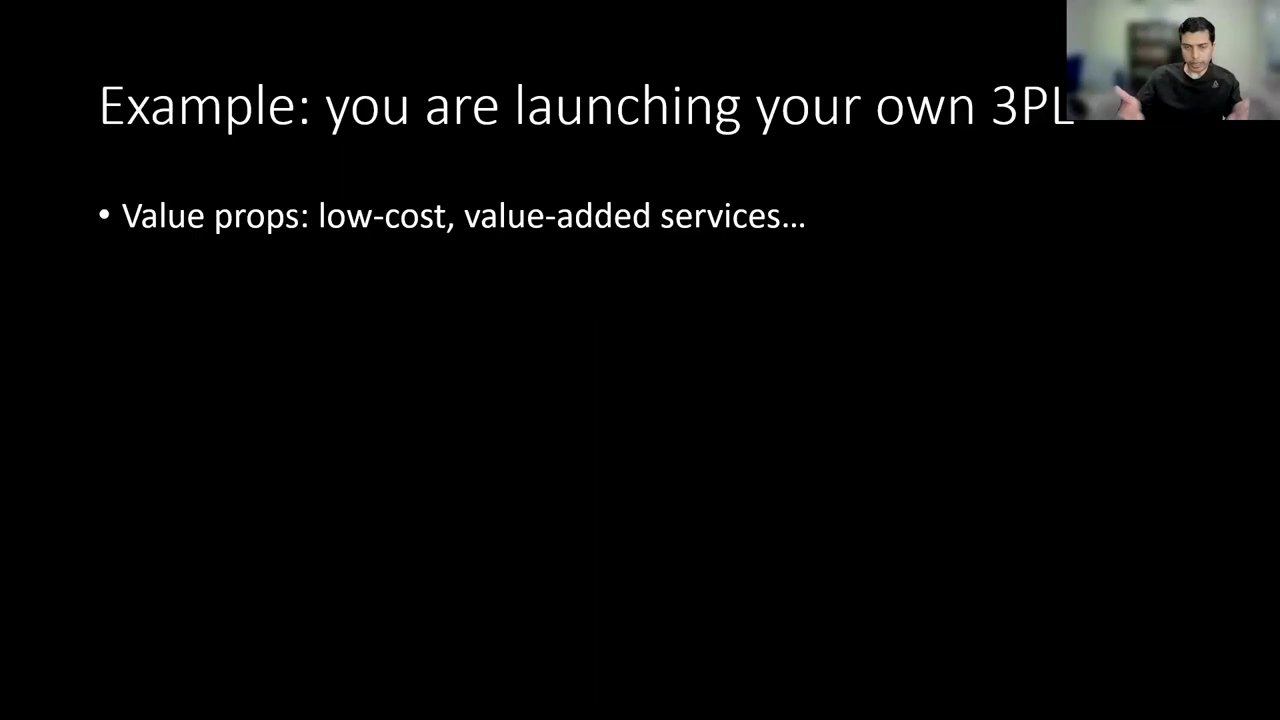 Example: you are launching your own 3PL
• Value props: low-cost, value-added services…